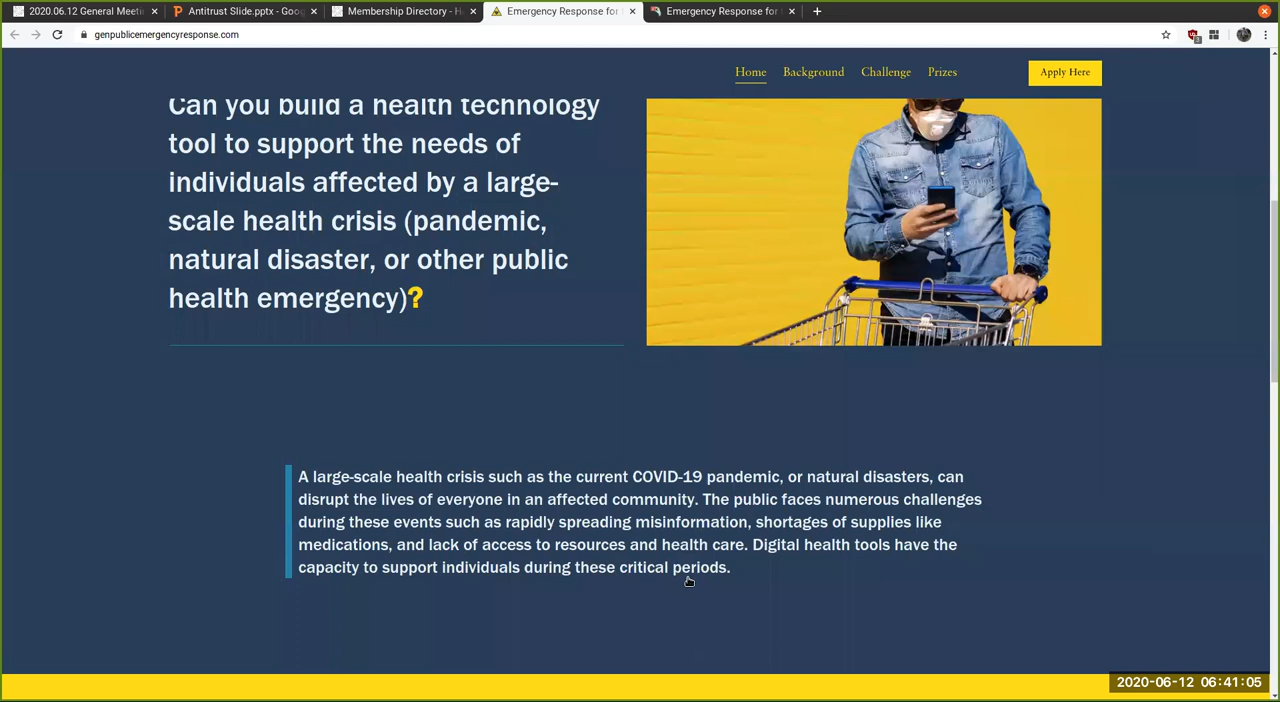 2020.06.12 General Meeti
Antitrust Slide.pptx - Goog
Membership Directory - H
Emergency Response for
Emergency Response for
genpublicemergencyresponse.com
Home
Background
Challenge
Prizes
Apply Here
Can you build a health technology
tool to support the needs of
individuals affected by a large-
scale health crisis (pandemic,
natural disaster, or other public
health emergency)?
A large-scale health crisis such as the current COVID-19 pandemic, or natural disasters, can
disrupt the lives of everyone in an affected community. The public faces numerous challenges
during these events such as rapidly spreading misinformation, shortages of supplies like
medications, and lack of access to resources and health care. Digital health tools have the
capacity to support individuals during these critical periods.
2020-06-12 06:41:05